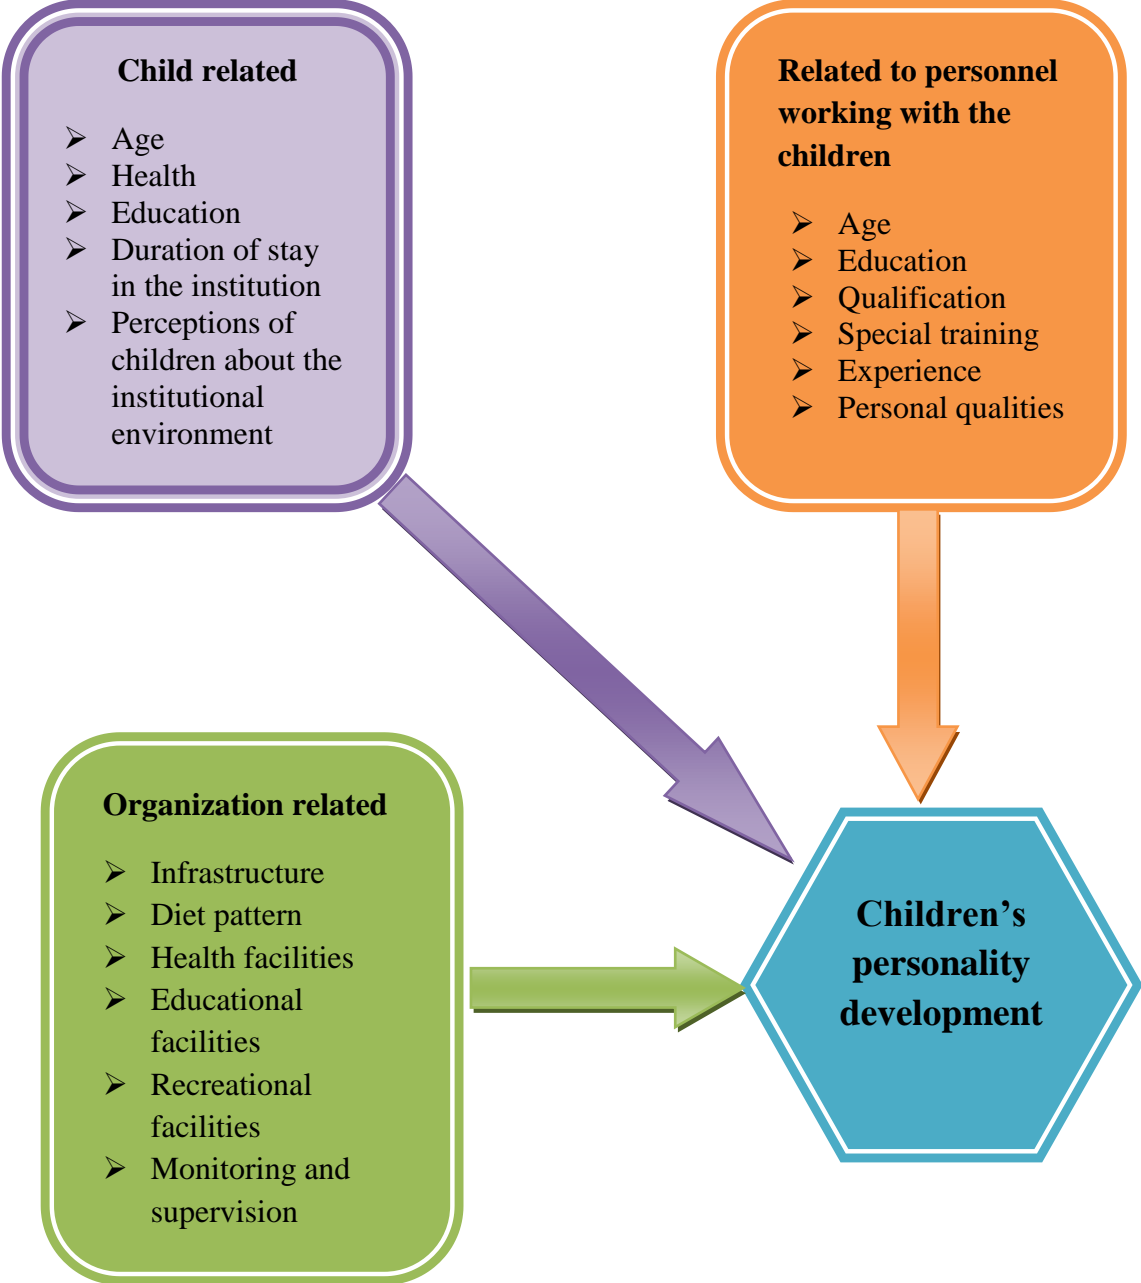 Child related
➢ Age
➢ Health
➢ Education
➢ Duration of stay
in the institution
➢ Perceptions of
children about the
institutional
environment
Related to personnel
working with the
children
➢ Age
➢ Education
➢ Qualification
➢ Special training
➢ Experience
➢ Personal qualities
Organization related
➢ Infrastructure
➢ Diet pattern
➢ Health facilities
➢ Educational
facilities
➢ Recreational
facilities
➢ Monitoring and
supervision
Children’s
personality
development